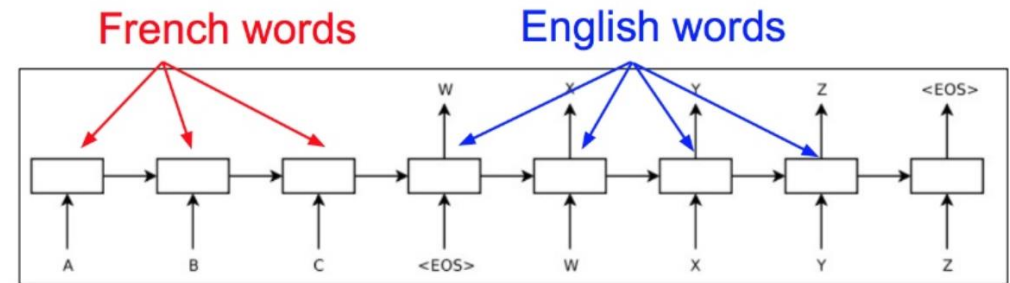 French words English words
W X Y Z <EOS>
A B C <EOS> W X Y Z